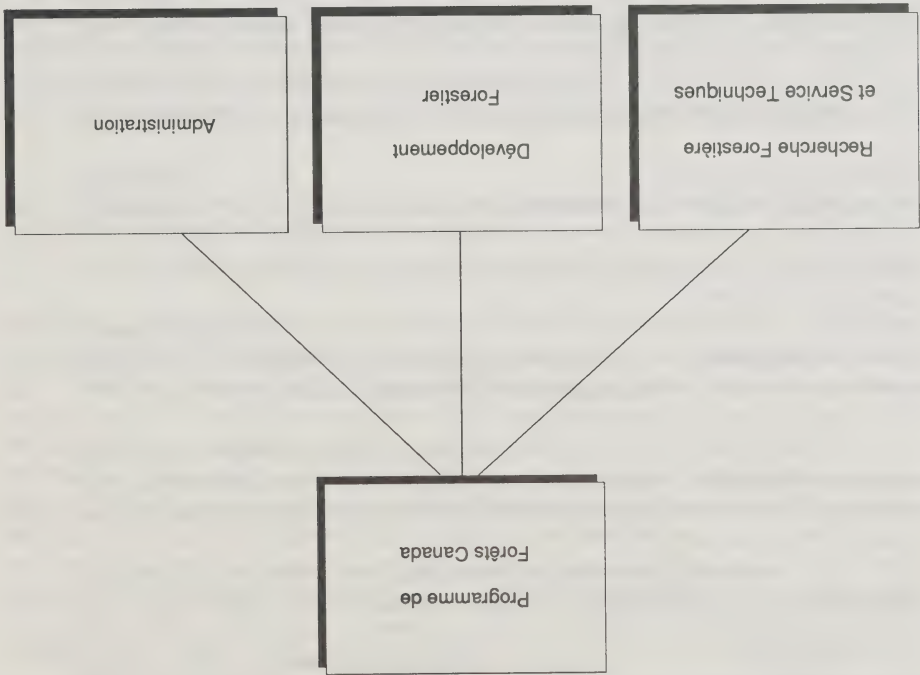 Programme de
Forêts Canada
Recherche Forestière
et Service Techniques
Développement
Forestier
Administration